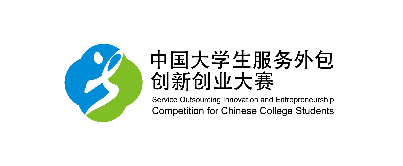 中国大学生服务外包
创新创业大赛
Service Outsourcing Innovation and Entrepreneurship
Competition for Chinese College Students